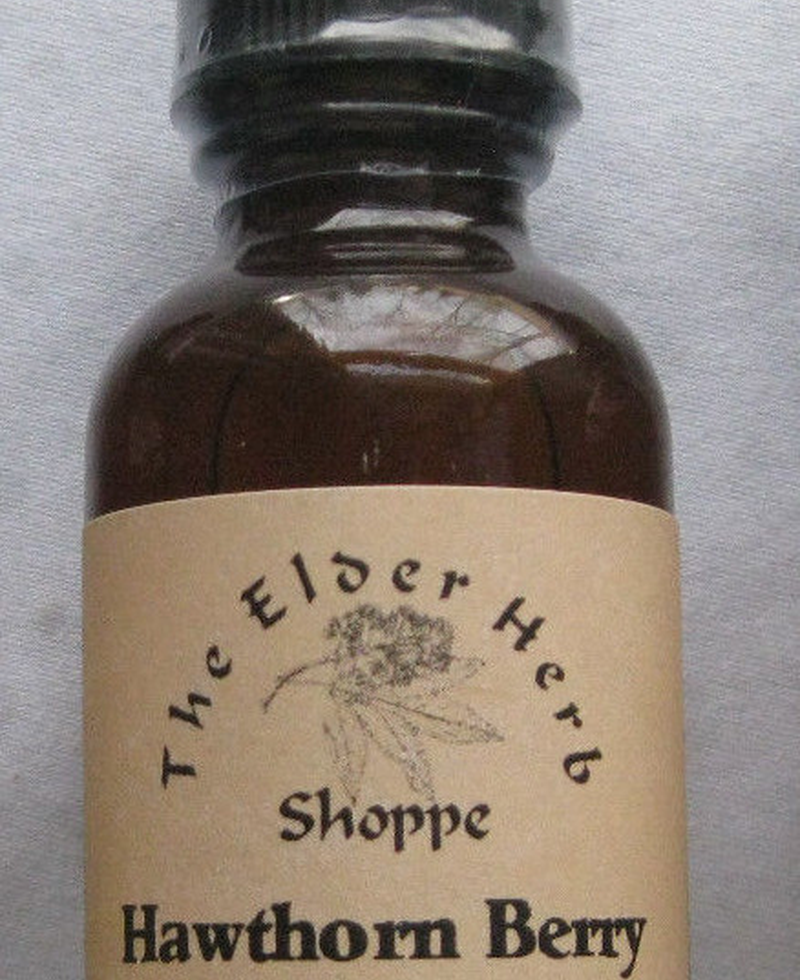 The Elder Herb
Shoppe
Hawthorn Berry